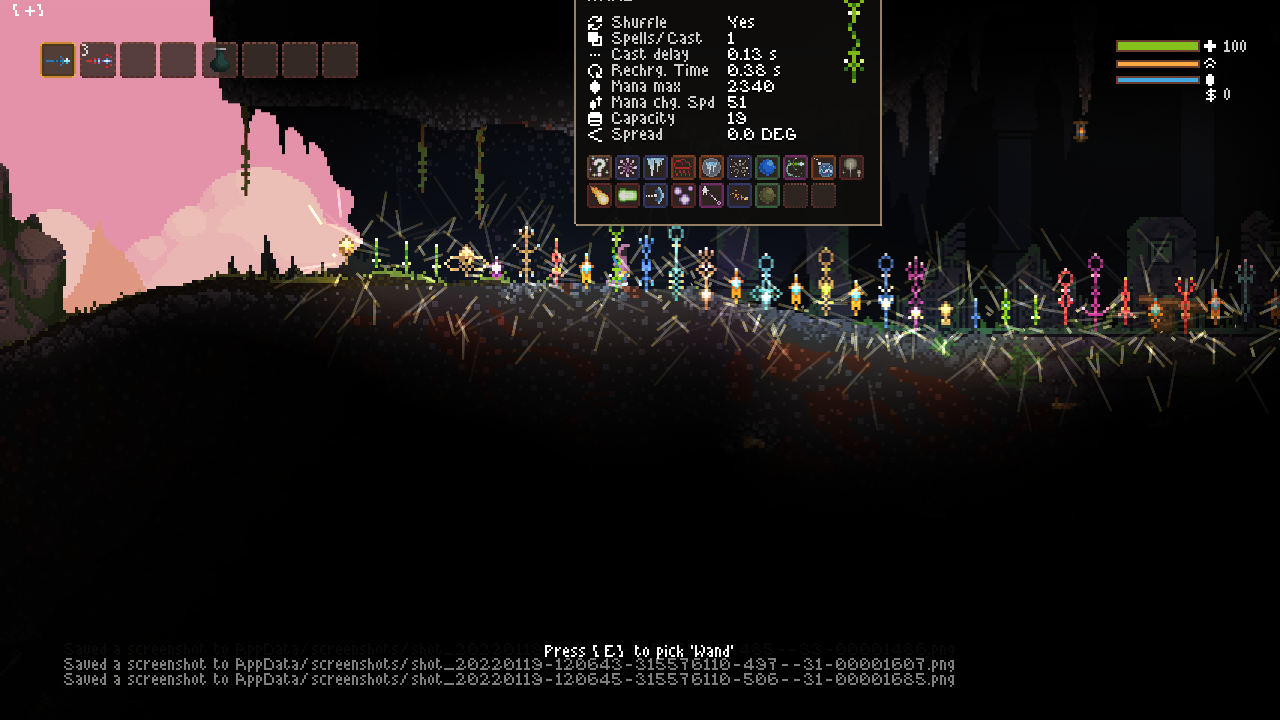 [+]
3
Shuffle Yes
Spells/Cast 1
Cast delay 0.13 s
Rechrg. Time 0.38 s
Mana max 2340
Mana chg. Spd 51
Capacity 19
Spread 0.0 DEG
100
$ 0
Press [E] to pick 'Wand'
Saved a screenshot to AppData/screenshots/shot_20220119-120643-315576110-497--31-00001607.png
Saved a screenshot to AppData/screenshots/shot_20220119-120645-315576110-506--31-00001685.png